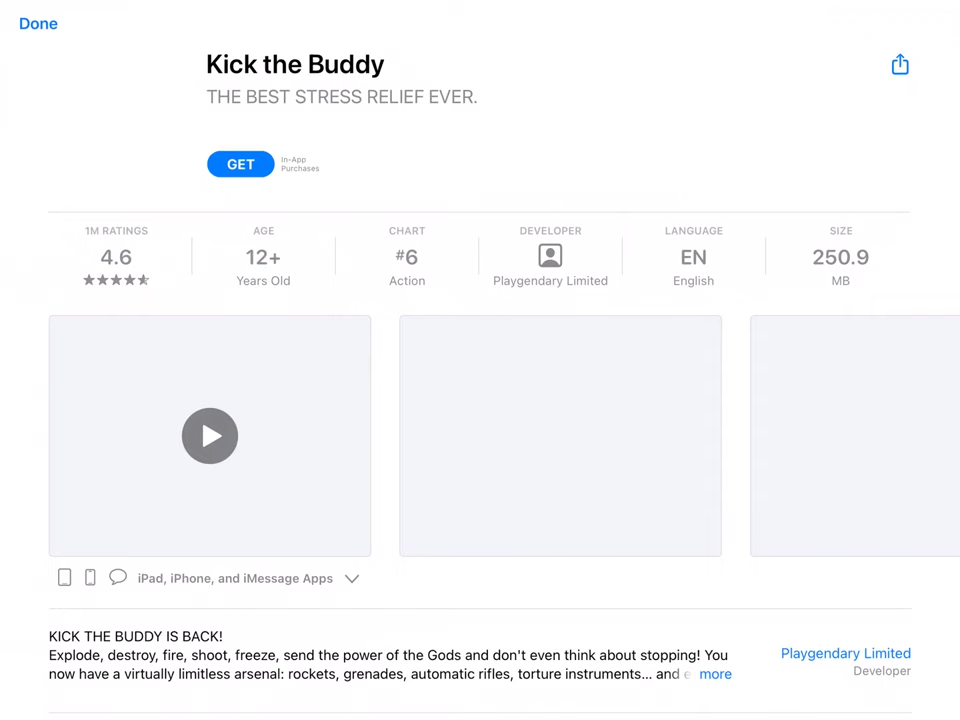 Done
Kick the Buddy
THE BEST STRESS RELIEF EVER.
GET
In-App
Purchases
1M RATINGS
4.6
AGE
12+
Years Old
CHART
#6
Action
DEVELOPER
Playgendary Limited
LANGUAGE
EN
English
SIZE
250.9
MB
iPad, iPhone, and iMessage Apps
KICK THE BUDDY IS BACK!
Explode, destroy, fire, shoot, freeze, send the power of the Gods and don't even think about stopping! You
now have a virtually limitless arsenal: rockets, grenades, automatic rifles, torture instruments... and e more
Playgendary Limited
Developer